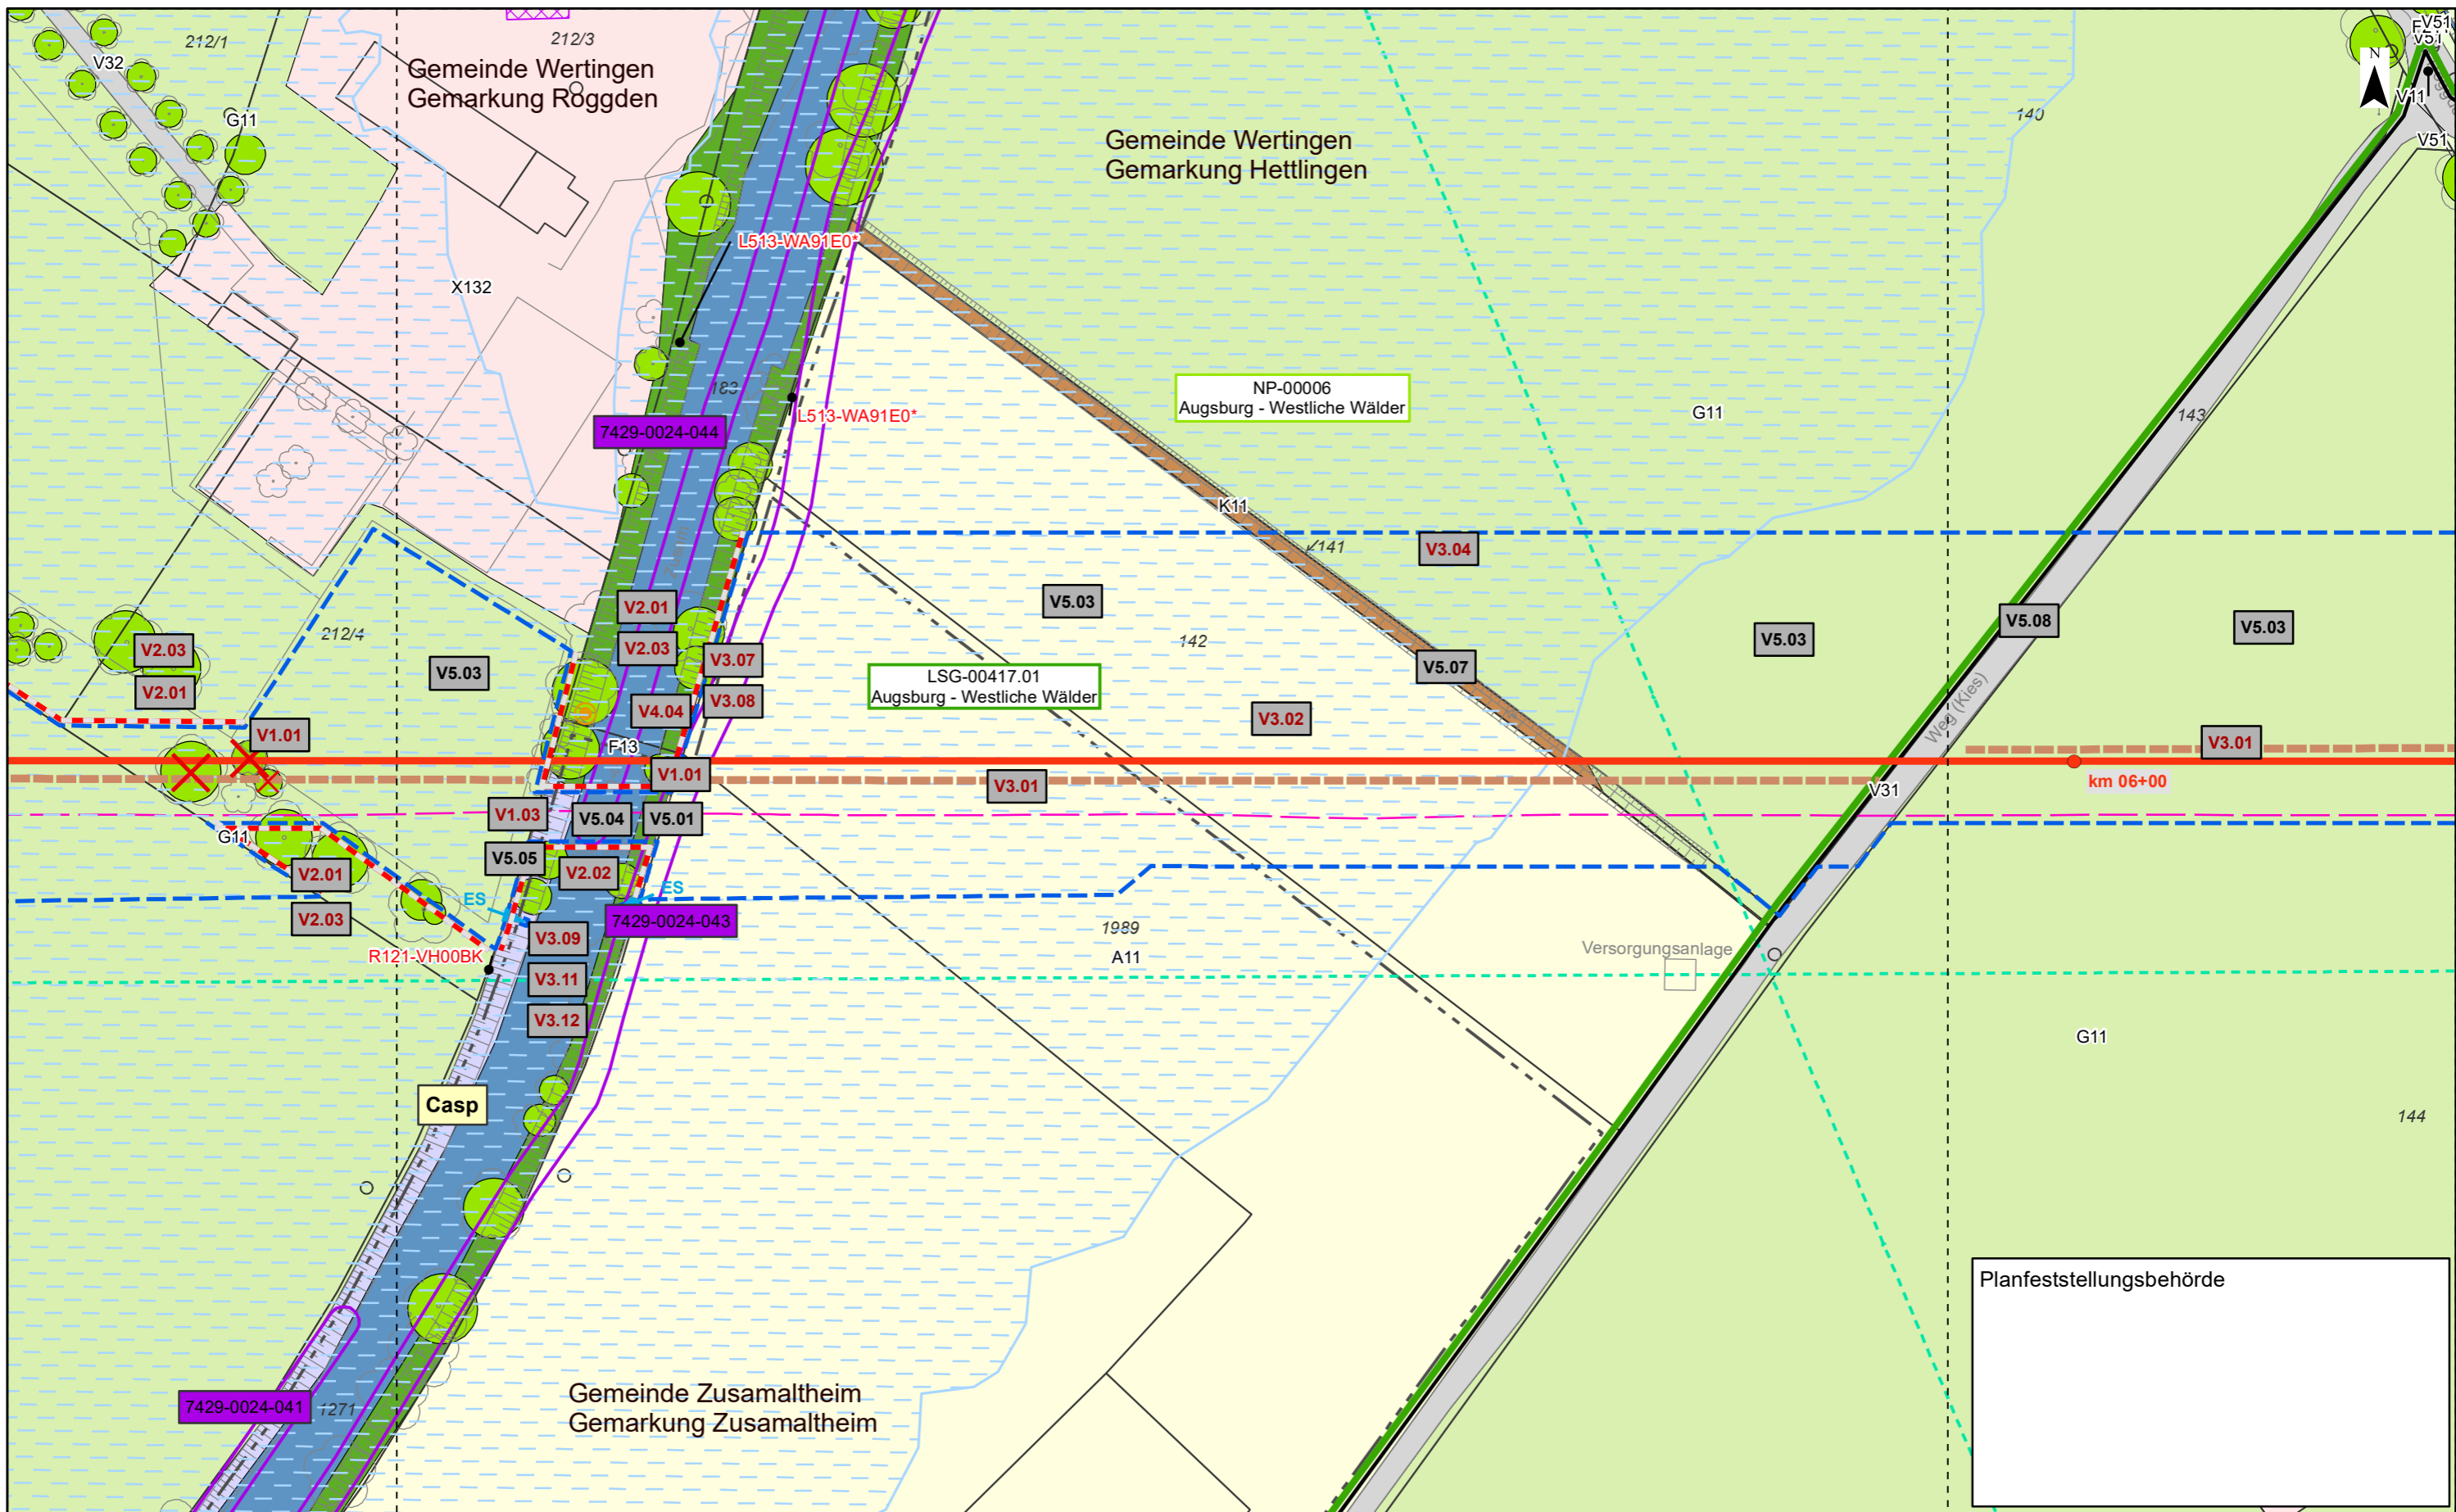 212/1
V32
G11
212/3
Gemeinde Wertingen
Gemarkung Roggden
X132
L513-WA91E0*
Gemeinde Wertingen
Gemarkung Hettlingen
140
V51
V51
N
V11
V51
183
L513-WA91E0*
7429-0024-044
NP-00006
Augsburg - Westliche Wälder
G11
143
K11
141
V3.04
V5.03
142
V2.01
V2.03
V3.07
V3.08
V4.04
F13
212/4
V2.03
V2.01
V5.03
V1.01
LSG-00417.01
Augsburg - Westliche Wälder
V5.07
V3.02
V5.03
V5.08
V5.03
Weg (Kies)
V3.01
km 06+00
V31
V1.01
V3.01
V1.03
V5.04
V5.01
G11
V5.05
V2.02
V2.01
V2.03
ES
ES
7429-0024-043
R121-VH00BK
V3.09
V3.11
V3.12
1989
A11
Versorgungsanlage
G11
144
Casp
7429-0024-041
1271
Gemeinde Zusamaltheim
Gemarkung Zusamaltheim
Planfeststellungsbehörde